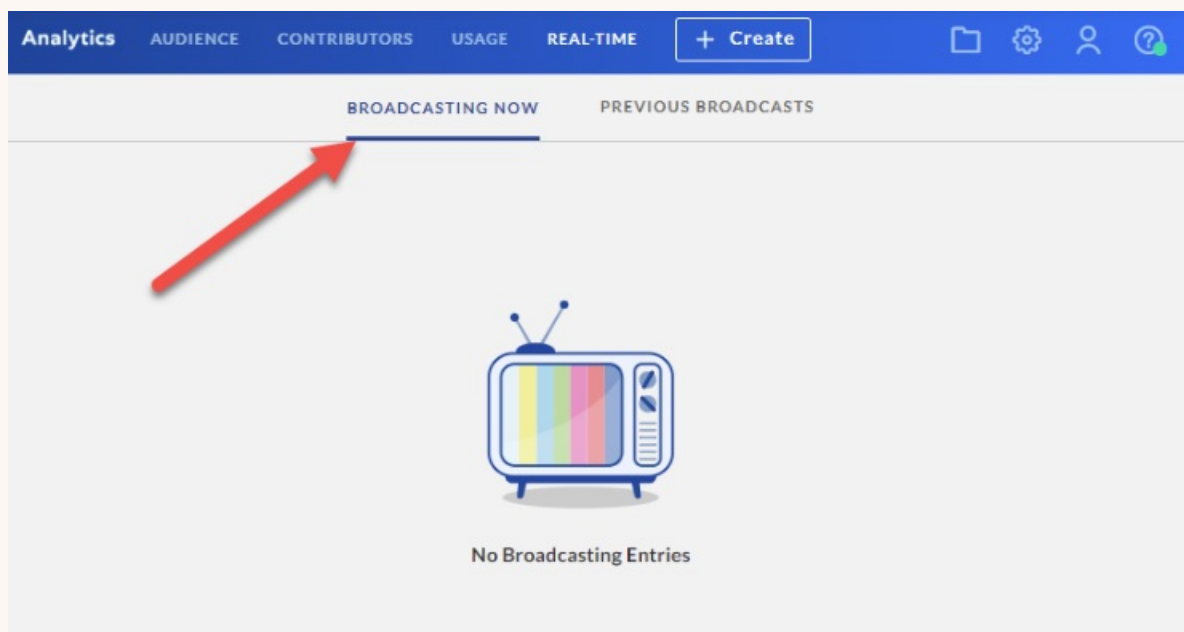 Analytics AUDIENCE CONTRIBUTORS USAGE REAL-TIME + Create
BROADCASTING NOW PREVIOUS BROADCASTS
No Broadcasting Entries